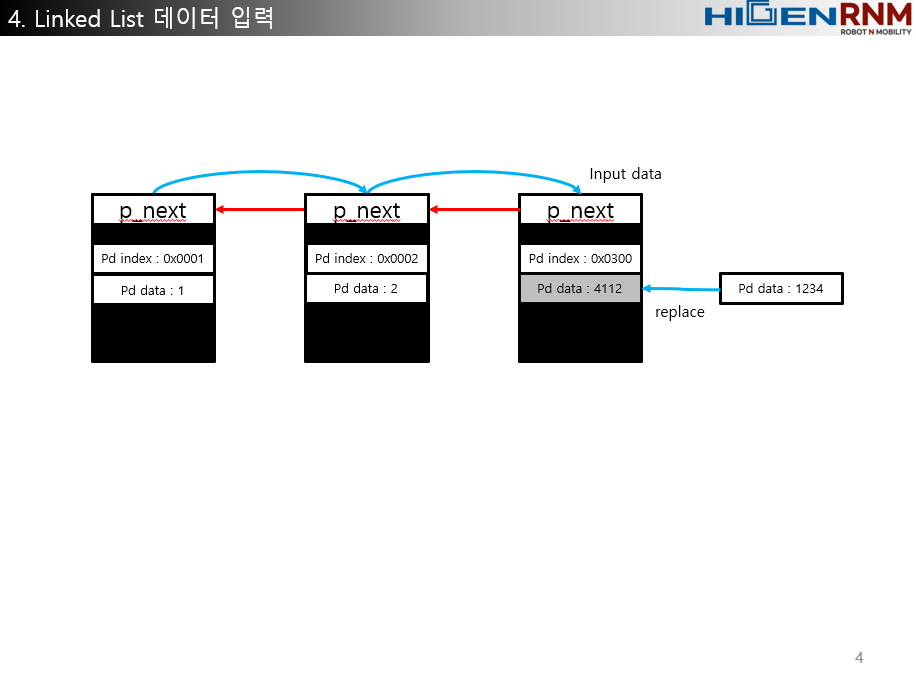 4. Linked List 데이터 입력
HIGENRNM
ROBOT N MOBILITY
Input data
p_next
p_next
p_next
Pd index : 0x0001
Pd index : 0x0002
Pd index : 0x0300
Pd data : 1
Pd data : 2
Pd data : 4112
Pd data : 1234
replace
4